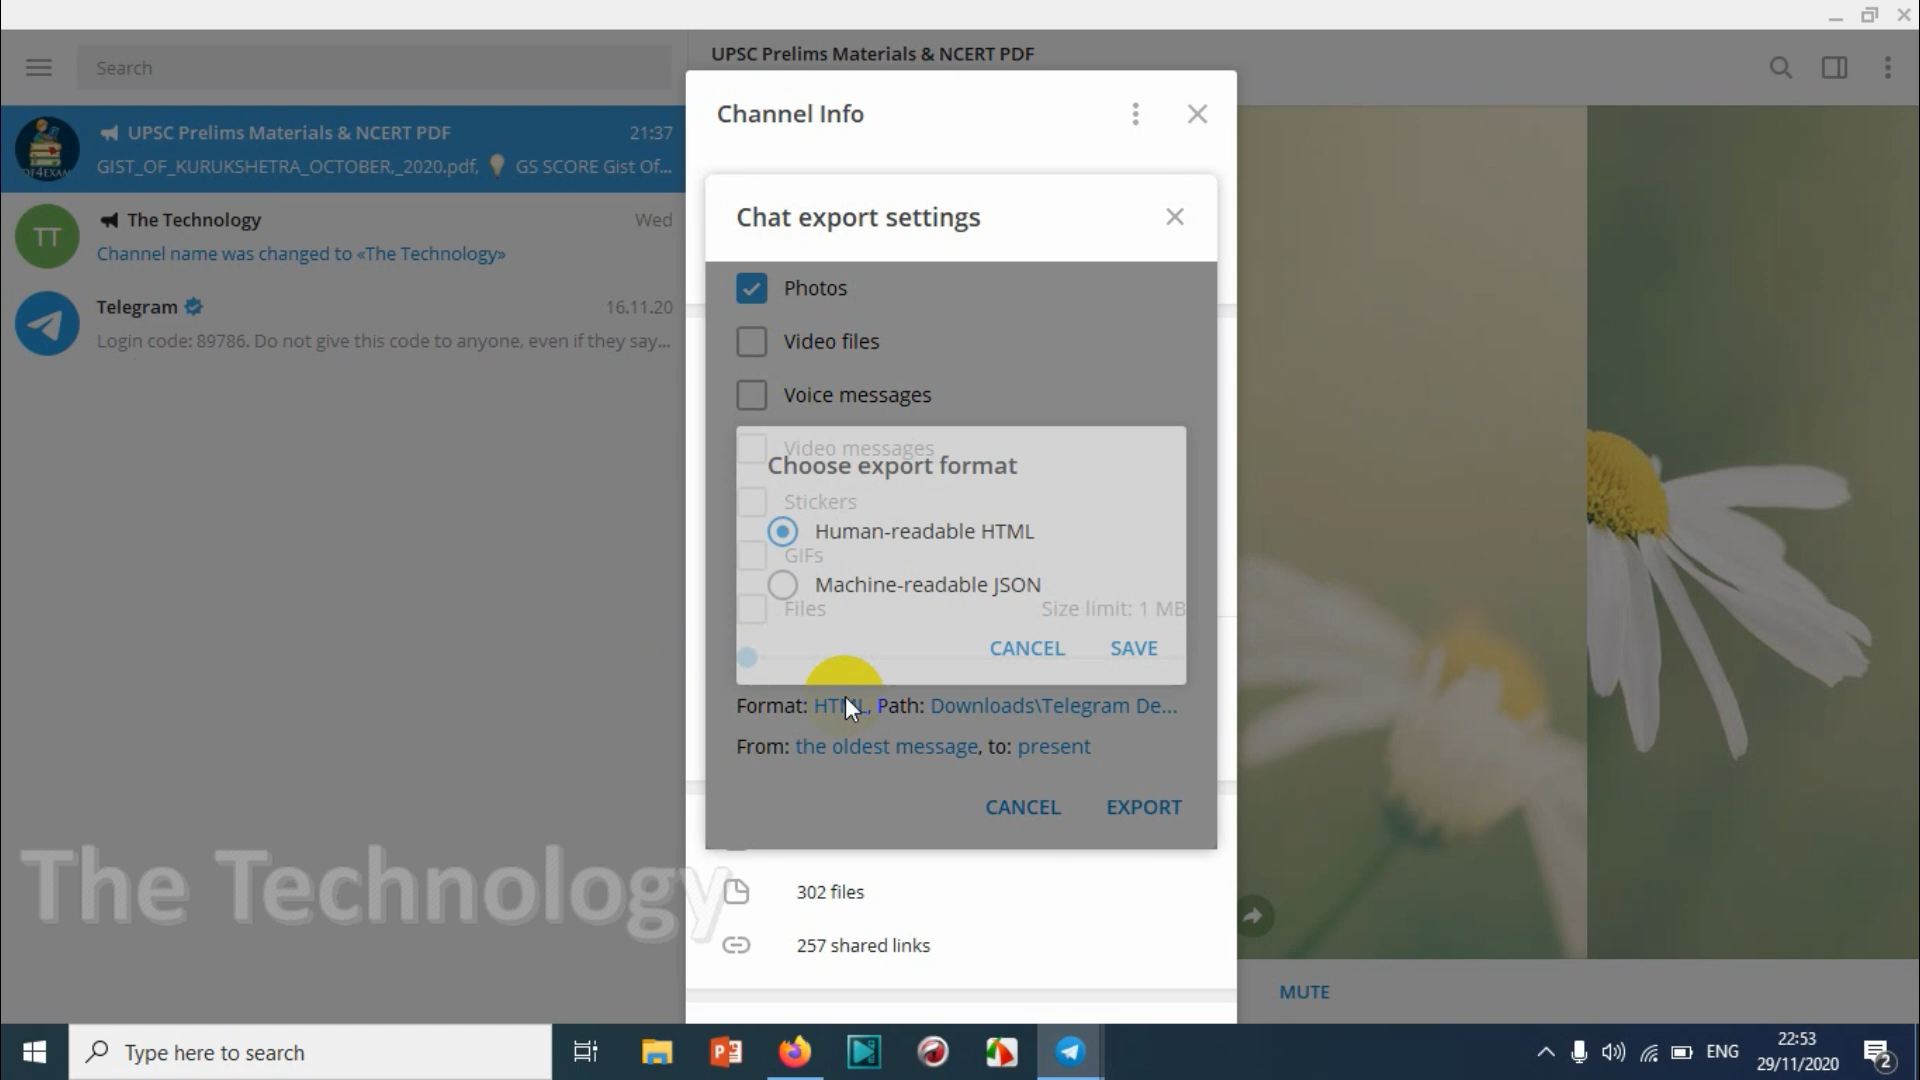 UPSC Prelims Materials & NCERT PDF
Search
Channel Info
UPSC Prelims Materials & NCERT PDF 21:37
GIST_OF_KURUKSHETRA_OCTOBER,_2020.pdf, GS SCORE Gist Of...
TT
The Technology Wed
Channel name was changed to «The Technology»
Telegram 16.11.20
Login code: 89786. Do not give this code to anyone, even if they say...
Chat export settings
Photos
Video files
Voice messages
Video messages
Choose export format
Stickers
Human-readable HTML
GIFs
Machine-readable JSON
Files Size limit: 1 MB
CANCEL SAVE
Format: HTML, Path: Downloads\Telegram De...
From: the oldest message, to: present
CANCEL EXPORT
The Technology
302 files
257 shared links
MUTE
Type here to search
ENG
22:53
29/11/2020
2